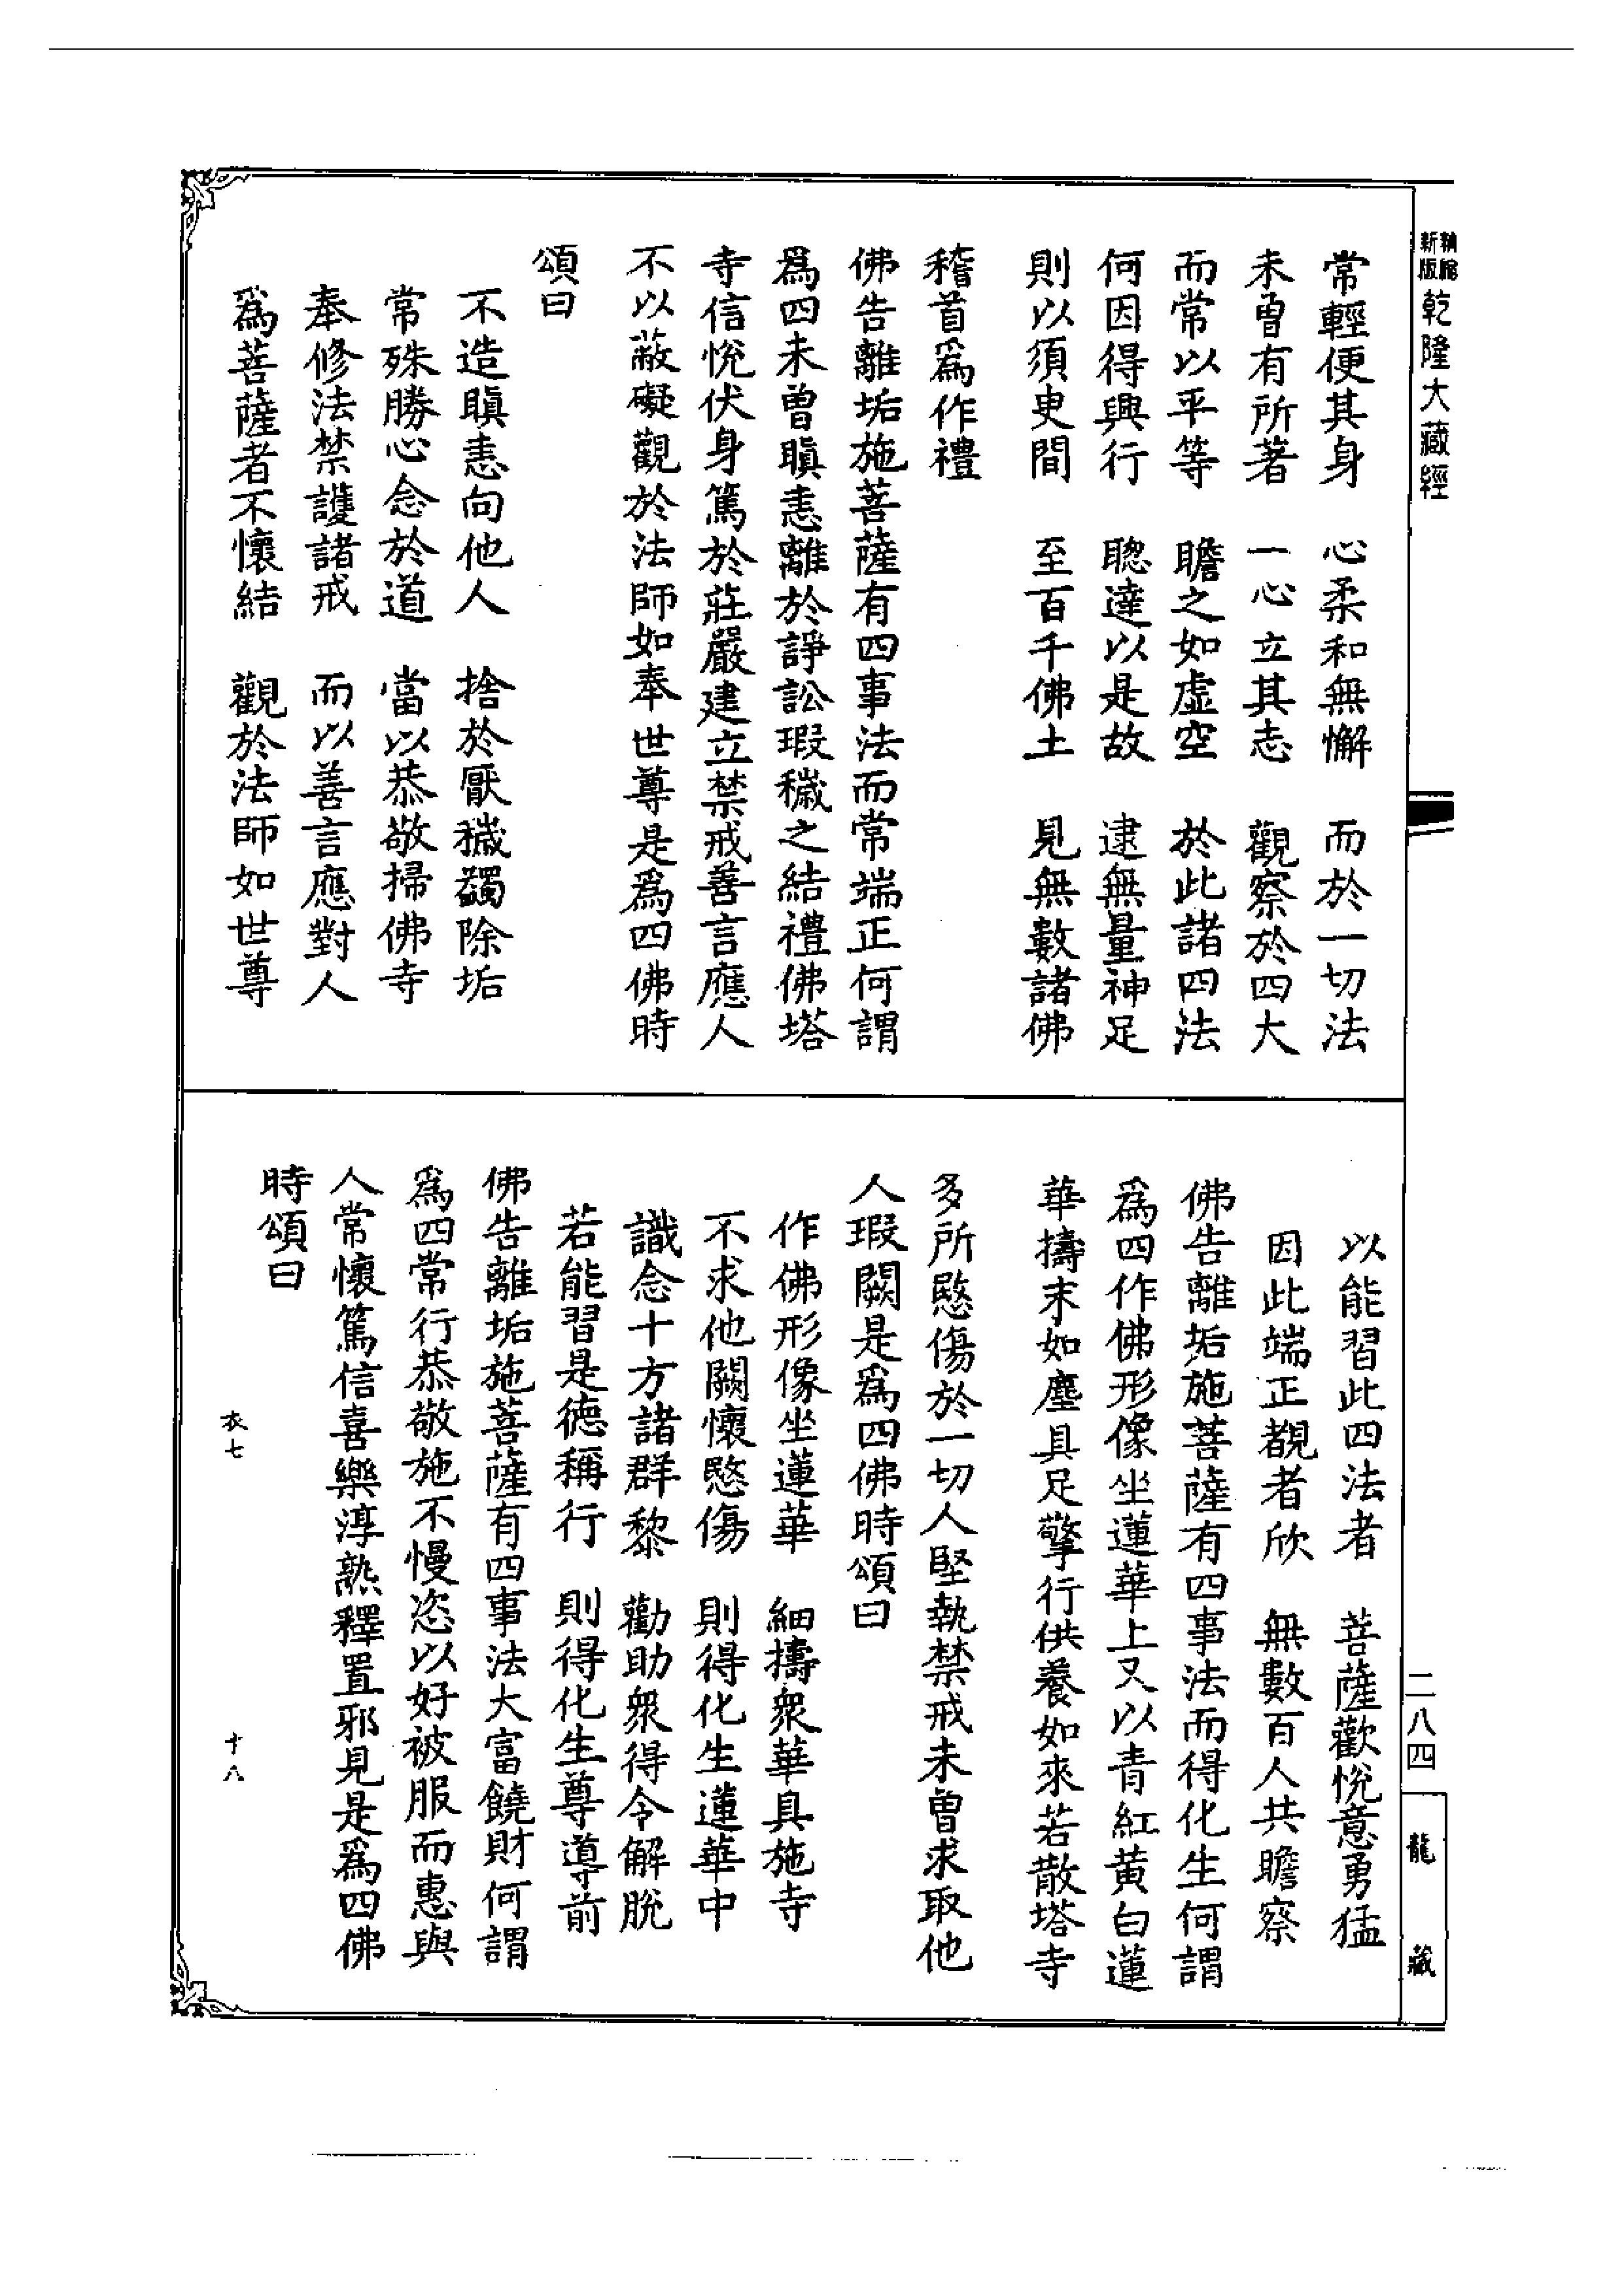 新版精縮乾隆大藏經
常輕便其身　心柔和無懈　而於一切法
未曾有所著　一心立其志　觀察於四大
而常以平等　瞻之如虛空　於此諸四法
何因得興行　聰達以是故　逮無量神足
則以須臾間　至百千佛土　見無數諸佛
稽首爲作禮
佛告離垢施菩薩有四事法而常端正何謂
爲四未曾瞋恚離於諍訟瑕穢之結禮佛塔
寺信悅伏身篤於莊嚴建立禁戒善言應人
不以蔽礙觀於法師如奉世尊是爲四佛時
頌曰
不造瞋恚向他人　捨於厭穢蠲除垢
常殊勝心念於道　當以恭敬掃佛寺
奉修法禁護諸戒　而以善言應對人
爲菩薩者不懷結　觀於法師如世尊
以能習此四法者　菩薩歡悅意勇猛
因此端正覩者欣　無數百人共瞻察
佛告離垢施菩薩有四事法而得化生何謂
爲四作佛形像坐蓮華上又以青紅黃白蓮
華擣末如塵具足擎行供養如來若散塔寺
多所愍傷於一切人堅執禁戒未曾求取他
人瑕闕是爲四佛時頌曰
作佛形像坐蓮華　細擣衆華具施寺
不求他闕懷愍傷　則得化生蓮華中
識念十方諸群黎　勸助衆得令解脫
若能習是德稱行　則得化生尊導前
佛告離垢施菩薩有四事法大富饒財何謂
爲四常行恭敬施不慢恣以好被服而惠與
人常懷篤信喜樂淳熟釋置邪見是爲四佛
時頌曰
衣七　十八
二八四
龍藏